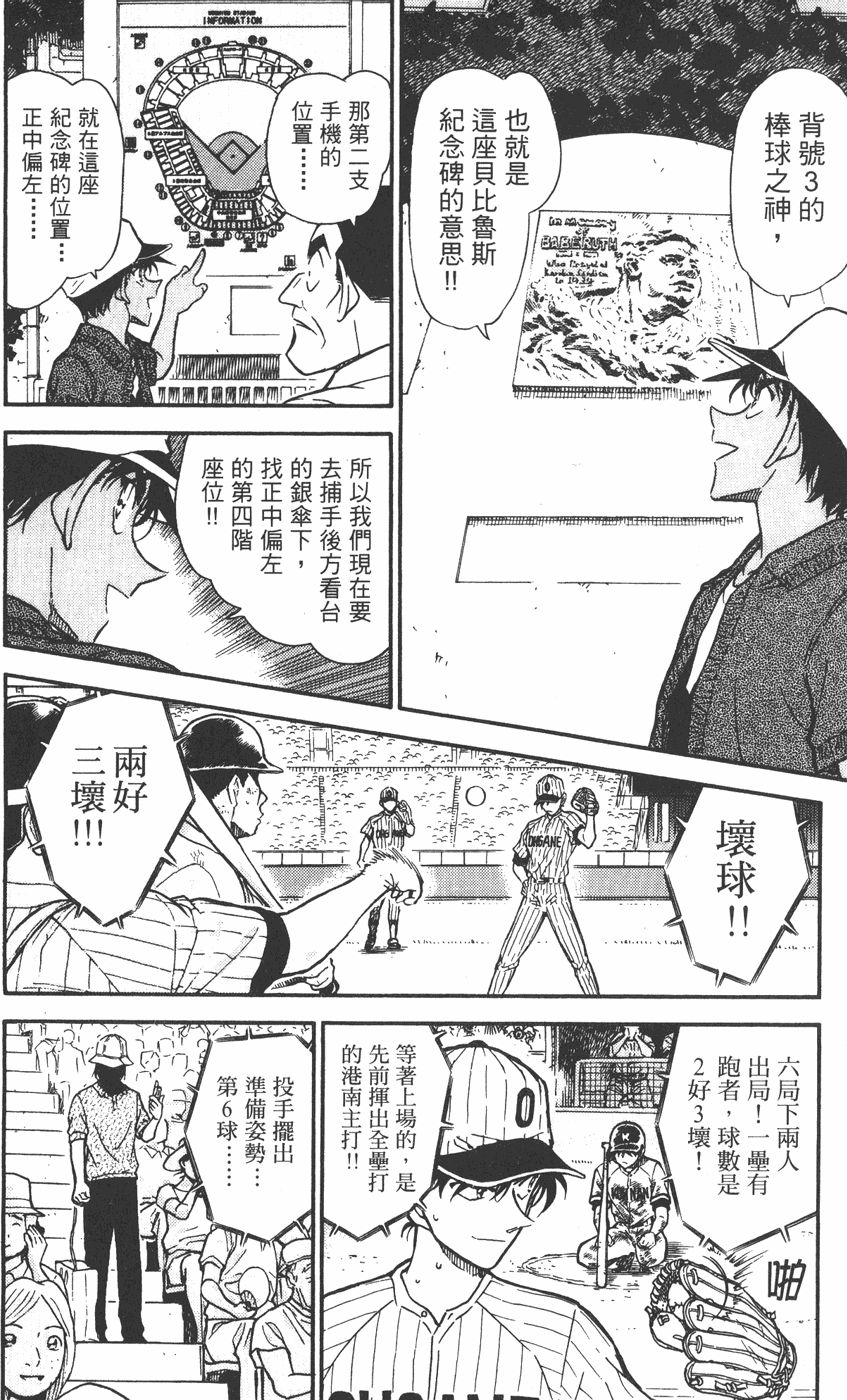 背號3的
棒球之神，
也就是
這座貝比魯斯
紀念碑的意思!!
In Memory
of
BABE RUTH
INFORMATION
那第二支
手機的
位置……
就在這座
紀念碑的位置…
正中偏左……
所以我們現在要
去捕手後方看台
的銀傘下，
找正中偏左
的第四階
座位!!
壞球!!
OHGANE
OHGANE
兩好
三壞!!!
六局下兩人
出局！一壘有
跑者，球數是
2好3壞！
啪
K
等著上場的，是
先前揮出全壘打
的港南主打!!
O
OHGANE
投手擺出
準備姿勢…
第6球……